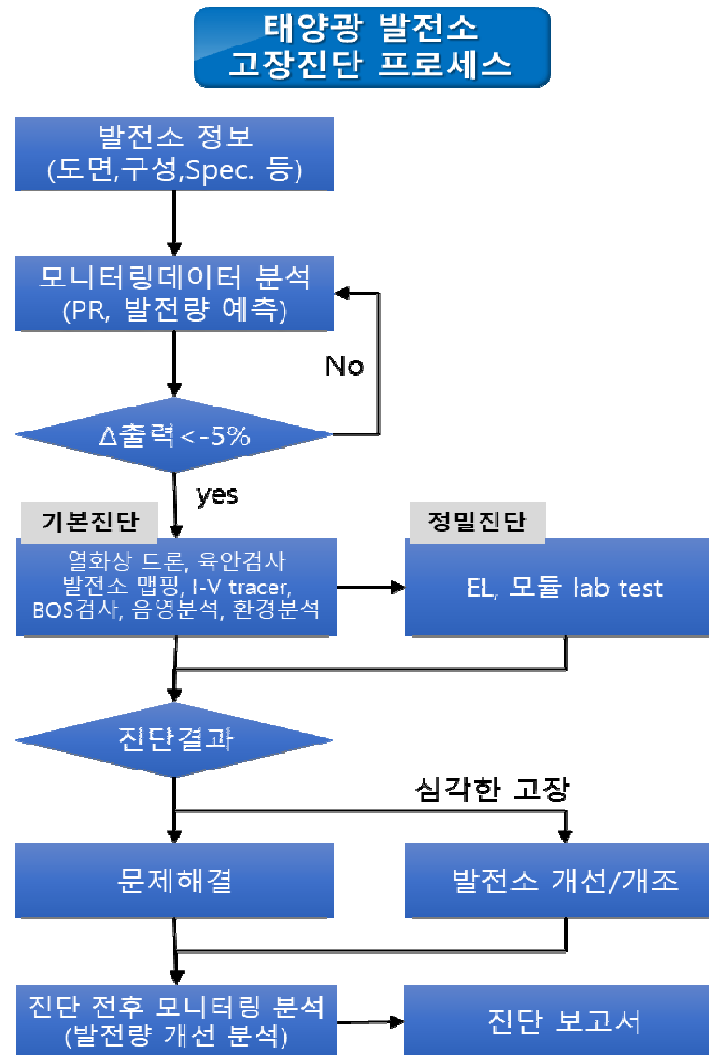 태양광 발전소
고장진단 프로세스
발전소 정보
(도면,구성,Spec. 등)
모니터링데이터 분석
(PR, 발전량 예측)
No
Δ출력<-5%
yes
기본진단
열화상 드론, 육안검사
발전소 맵핑, I-V tracer,
BOS검사, 음영분석, 환경분석
정밀진단
EL, 모듈 lab test
진단결과
심각한 고장
문제해결
발전소 개선/개조
진단 전후 모니터링 분석
(발전량 개선 분석)
진단 보고서